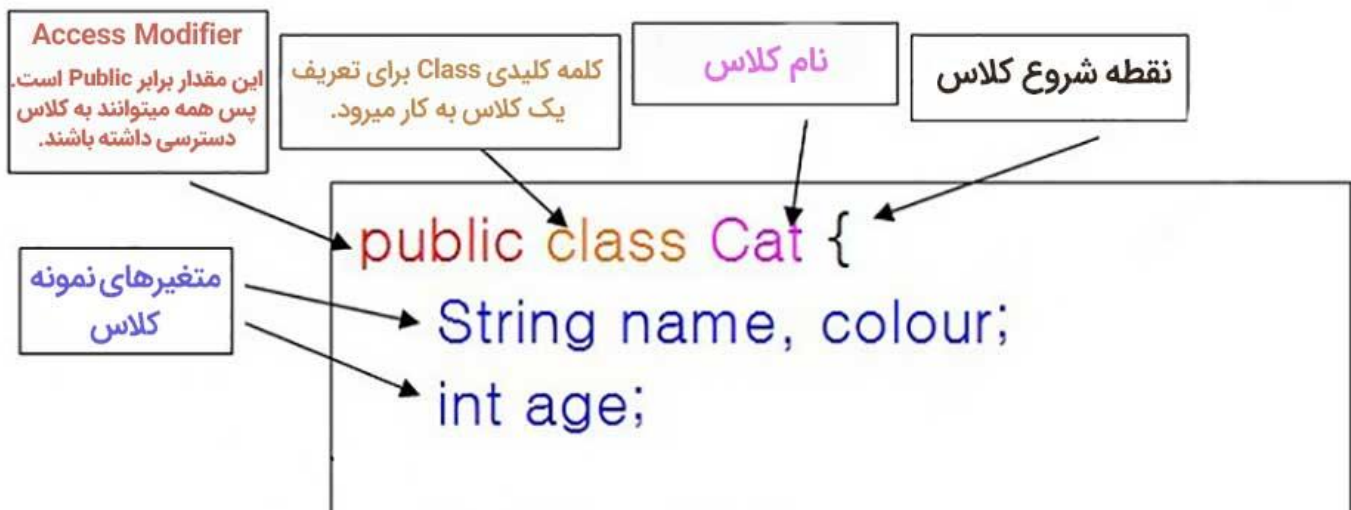 Access Modifier
این مقدار برابر Public است.
پس همه میتوانند به کلاس
دسترسی داشته باشند.
کلمه کلیدی Class برای تعریف
یک کلاس به کار میرود.
نام کلاس
نقطه شروع کلاس
متغیرهای نمونه
کلاس
public class Cat {
String name, colour;
int age;